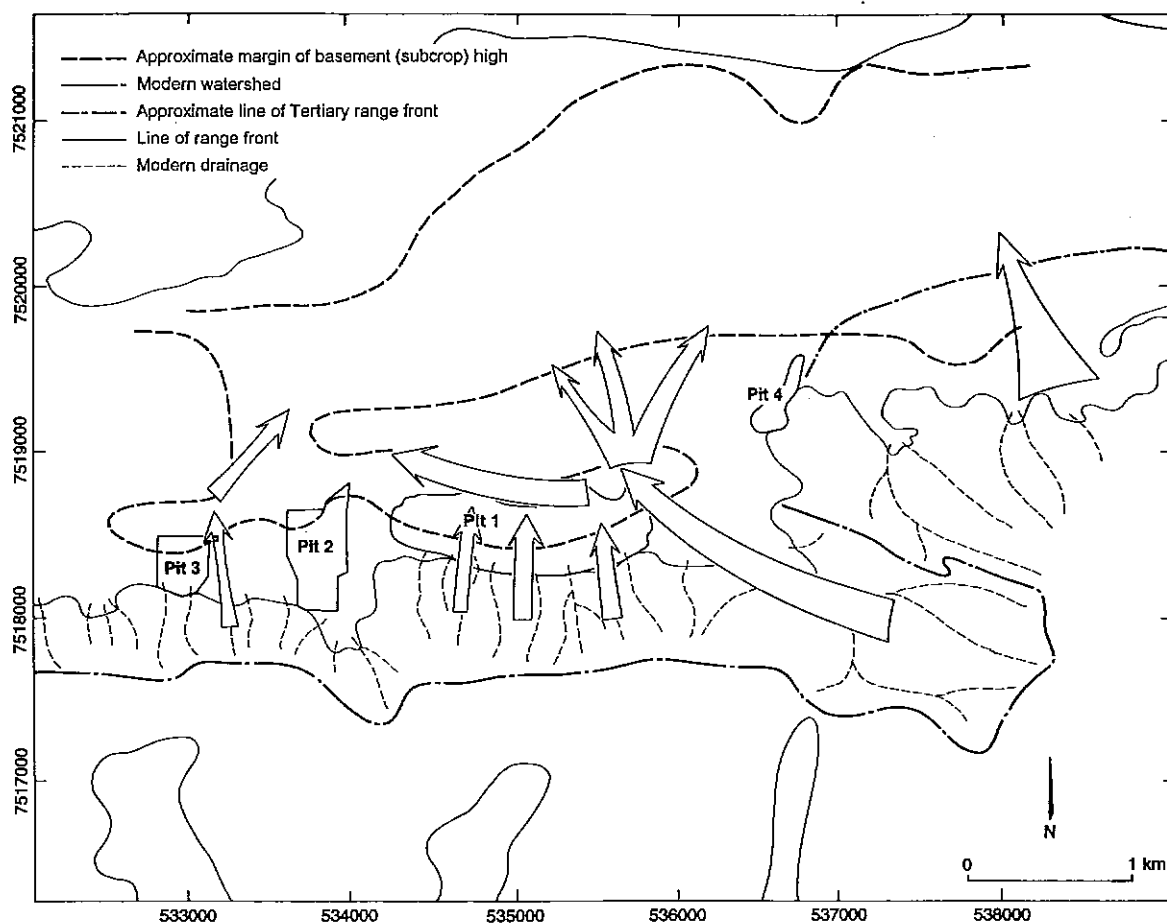 Approximate margin of basement (subcrop) high
Modern watershed
Approximate line of Tertiary range front
Line of range front
Modern drainage
7521000
7520000
7519000
7518000
7517000
Pit 4
Pit 1
Pit 2
Pit 3
N
0 1 km
533000 534000 535000 536000 537000 538000